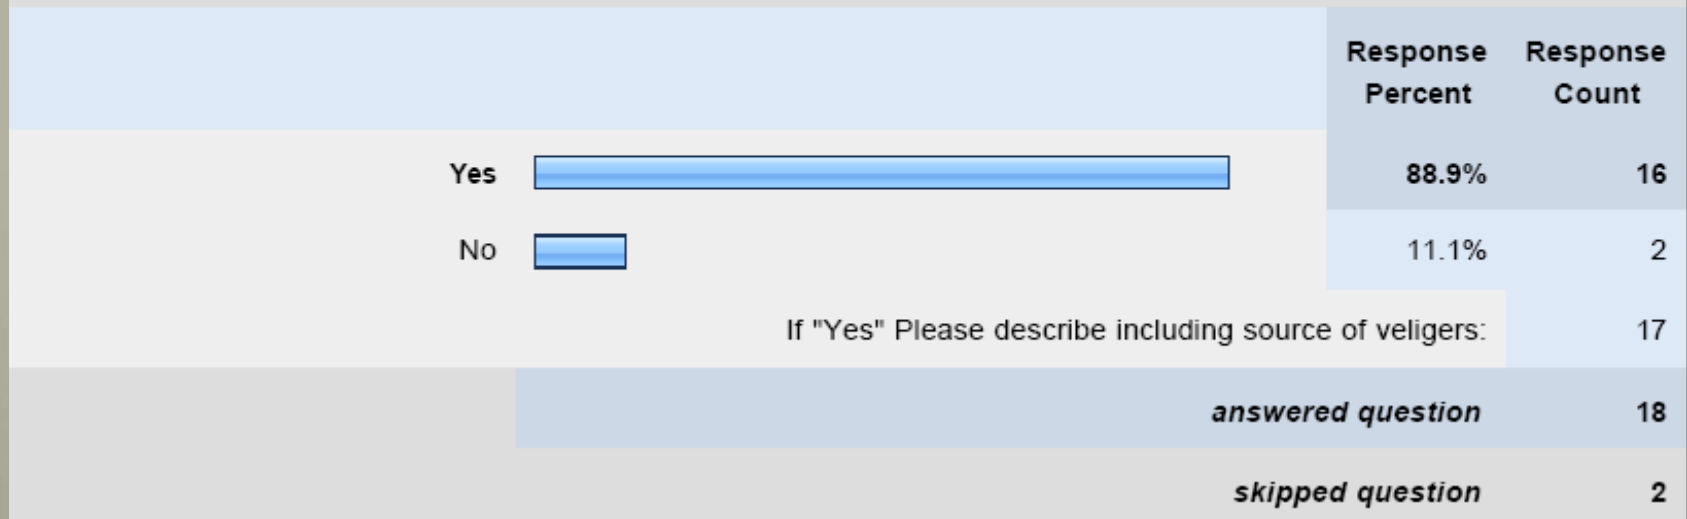 Response Percent Response Count
Yes 88.9% 16
No 11.1% 2
If "Yes" Please describe including source of veligers: 17
answered question 18
skipped question 2